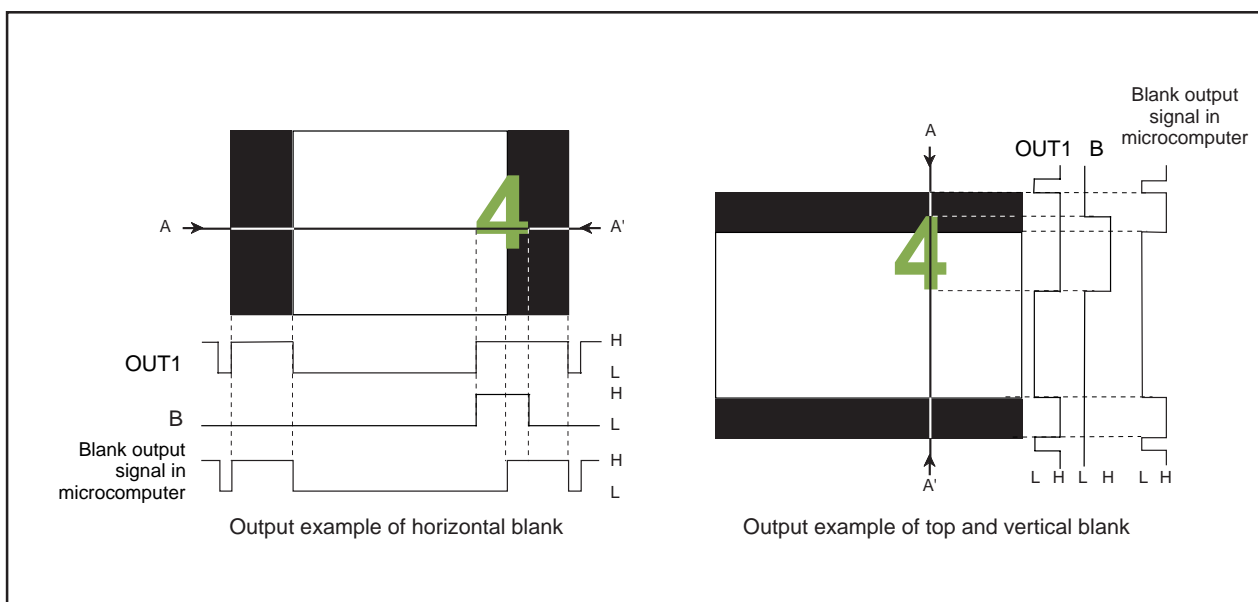 4
A
A'
OUT1
H
L
B
H
L
Blank output
signal in
microcomputer
H
L
Output example of horizontal blank
Blank output
signal in
microcomputer
A
OUT1 B
4
A'
L H L H L H
Output example of top and vertical blank